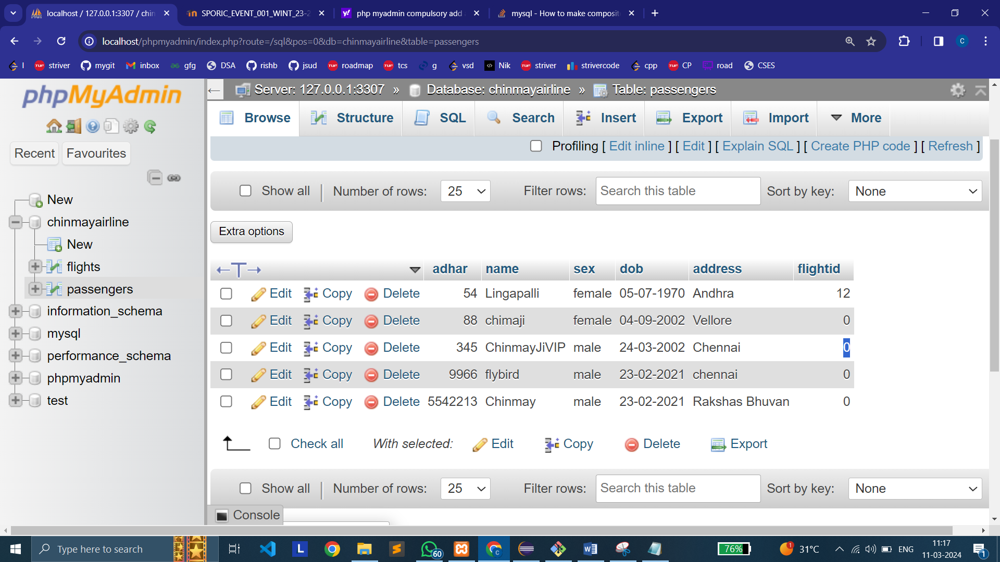 localhost / 127.0.0.1:3307 / chin
SPORIC_EVENT_001_WINT_23-2
php myadmin compulsory add
mysql - How to make composit
localhost/phpmyadmin/index.php?route=/sql&pos=0&db=chinmayairline&table=passengers
C
l striver mygit inbox gfg DSA rishb jsud roadmap tcs g vsd Nik striver strivercode cpp CP road CSES
phpMyAdmin
Recent Favourites
New
chinmayairline
New
flights
passengers
information_schema
mysql
performance_schema
phpmyadmin
test
Server: 127.0.0.1:3307 » Database: chinmayairline » Table: passengers
Browse Structure SQL Search Insert Export Import More
Profiling [ Edit inline ] [ Edit ] [ Explain SQL ] [ Create PHP code ] [ Refresh ]
Show all | Number of rows: 25 Filter rows: Search this table Sort by key: None
Extra options
←T→ adhar name sex dob address flightid
Edit Copy Delete 54 Lingapalli female 05-07-1970 Andhra 12
Edit Copy Delete 88 chimaji female 04-09-2002 Vellore 0
Edit Copy Delete 345 ChinmayJiVIP male 24-03-2002 Chennai 0
Edit Copy Delete 9966 flybird male 23-02-2021 chennai 0
Edit Copy Delete 5542213 Chinmay male 23-02-2021 Rakshas Bhuvan 0
Check all With selected: Edit Copy Delete Export
Show all | Number of rows: 25 Filter rows: Search this table Sort by key: None
Console
Type here to search
L
60
76%
1
31°C
ENG
11:17
11-03-2024
1